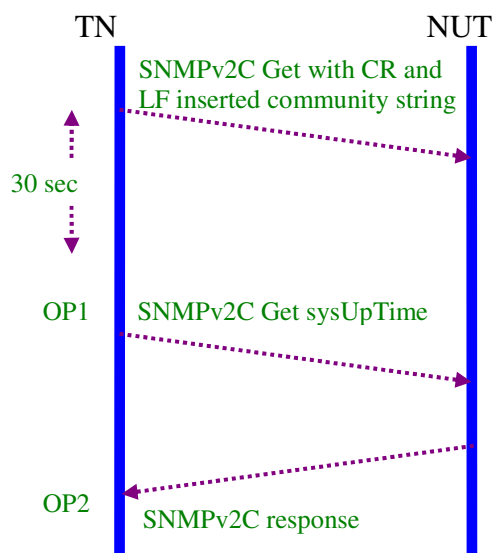 TN
NUT
SNMPv2C Get with CR and
LF inserted community string
30 sec
OP1
SNMPv2C Get sysUpTime
OP2
SNMPv2C response